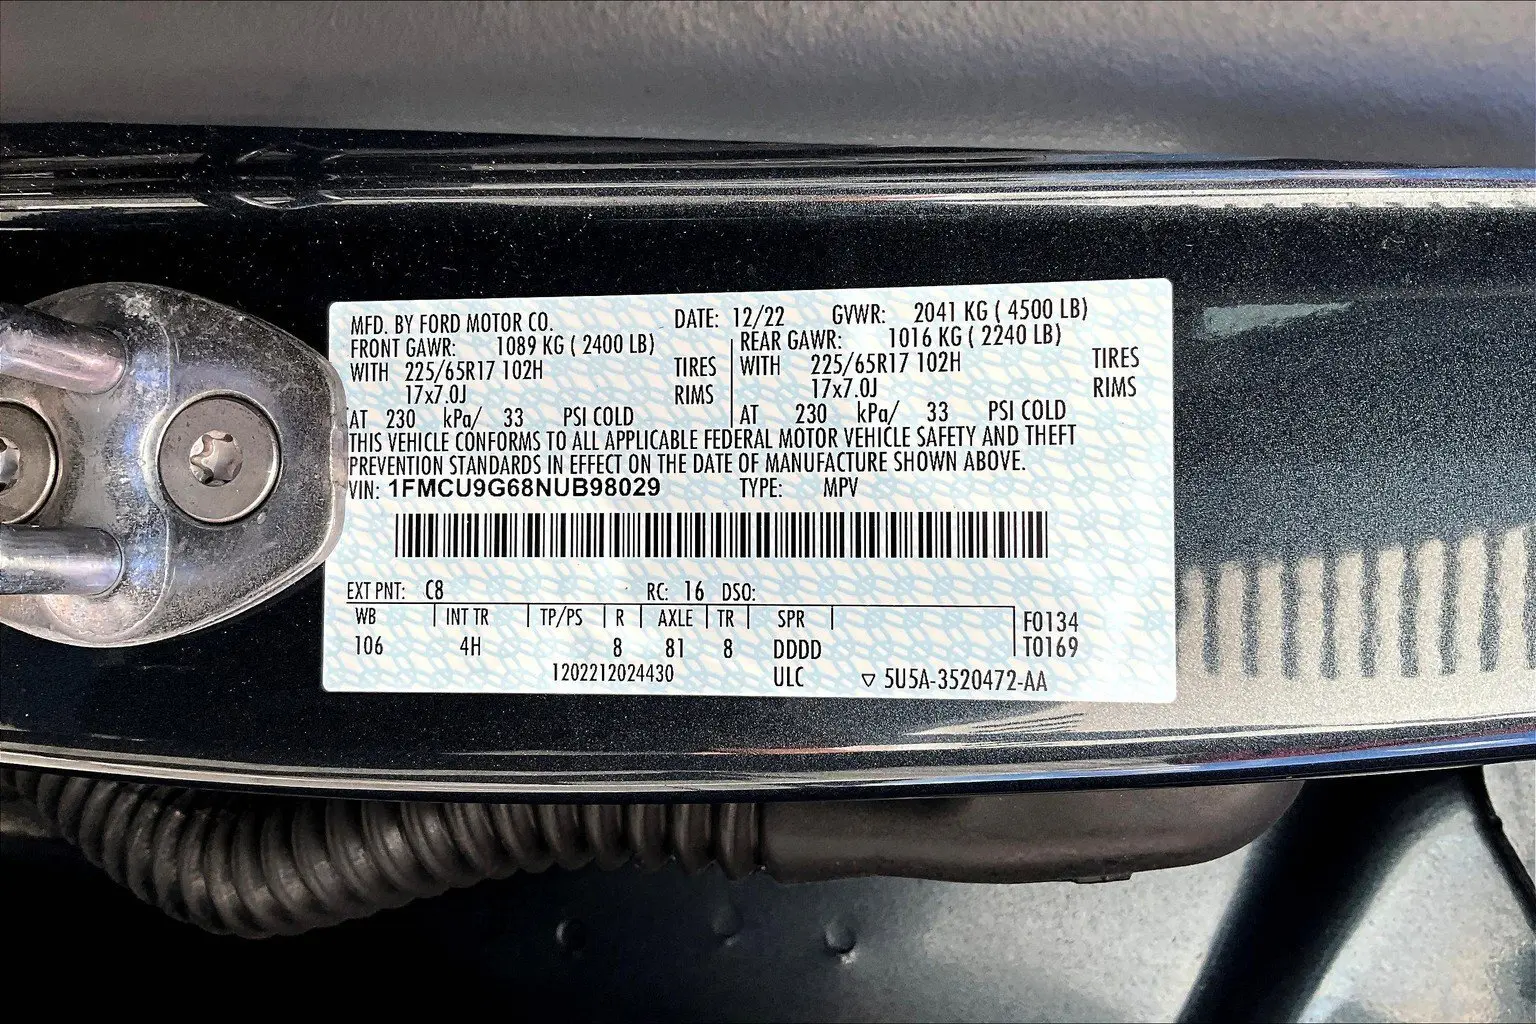 MFD. BY FORD MOTOR CO. DATE: 12/22 GVWR: 2041 KG ( 4500 LB)
FRONT GAWR: 1089 KG ( 2400 LB) REAR GAWR: 1016 KG ( 2240 LB)
WITH 225/65R17 102H TIRES WITH 225/65R17 102H TIRES
17x7.0J RIMS 17x7.0J RIMS
AT 230 kPa/ 33 PSI COLD AT 230 kPa/ 33 PSI COLD
THIS VEHICLE CONFORMS TO ALL APPLICABLE FEDERAL MOTOR VEHICLE SAFETY AND THEFT
PREVENTION STANDARDS IN EFFECT ON THE DATE OF MANUFACTURE SHOWN ABOVE.
VIN: 1FMCU9G68NUB98029 TYPE: MPV
EXT PNT: C8 RC: 16 DSO:
WB INT TR TP/PS R AXLE TR SPR F0134
106 4H 8 81 8 DDDD T0169
1202212024430 ULC ▽ 5U5A-3520472-AA